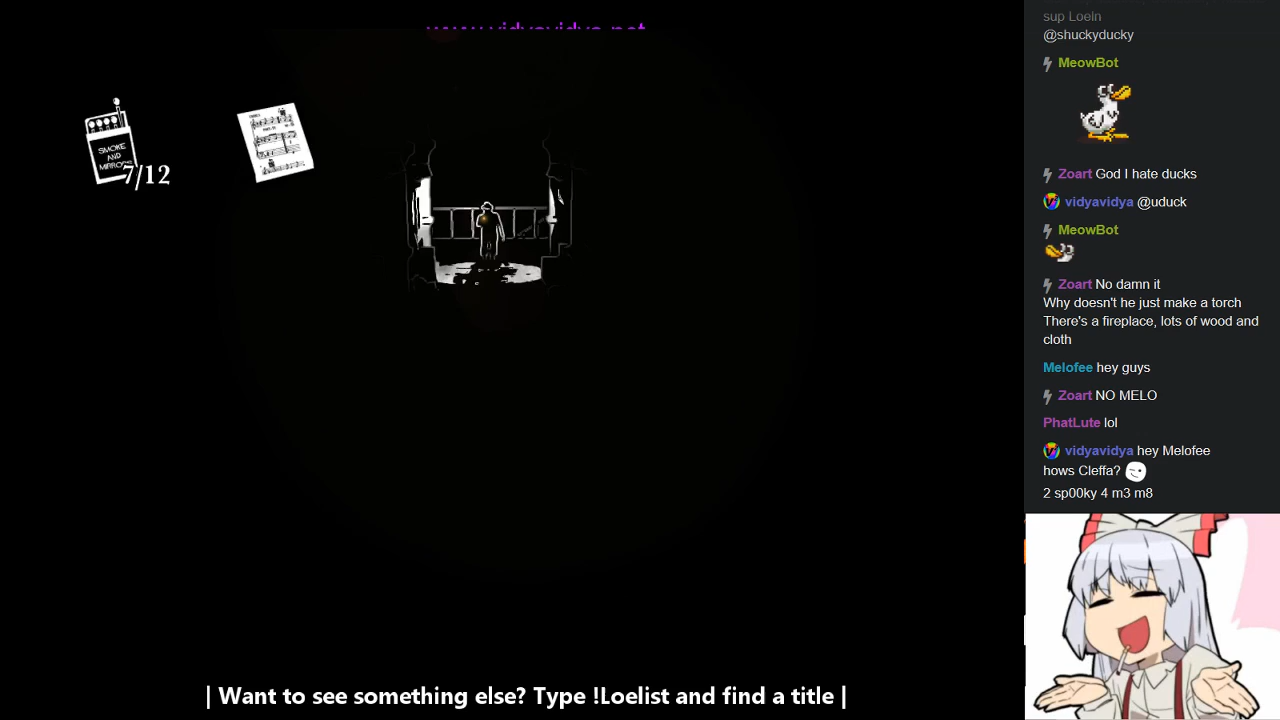 www.vidyavidya.net
SMOKE
AND
MIRRORS
7/12
sup Loeln
@shuckyducky
MeowBot
Zoart God I hate ducks
vidyavidya @uduck
MeowBot
Zoart No damn it
Why doesn't he just make a torch
There's a fireplace, lots of wood and
cloth
Melofee hey guys
Zoart NO MELO
PhatLute lol
vidyavidya hey Melofee
hows Cleffa?
2 sp00ky 4 m3 m8
| Want to see something else? Type !Loelist and find a title |